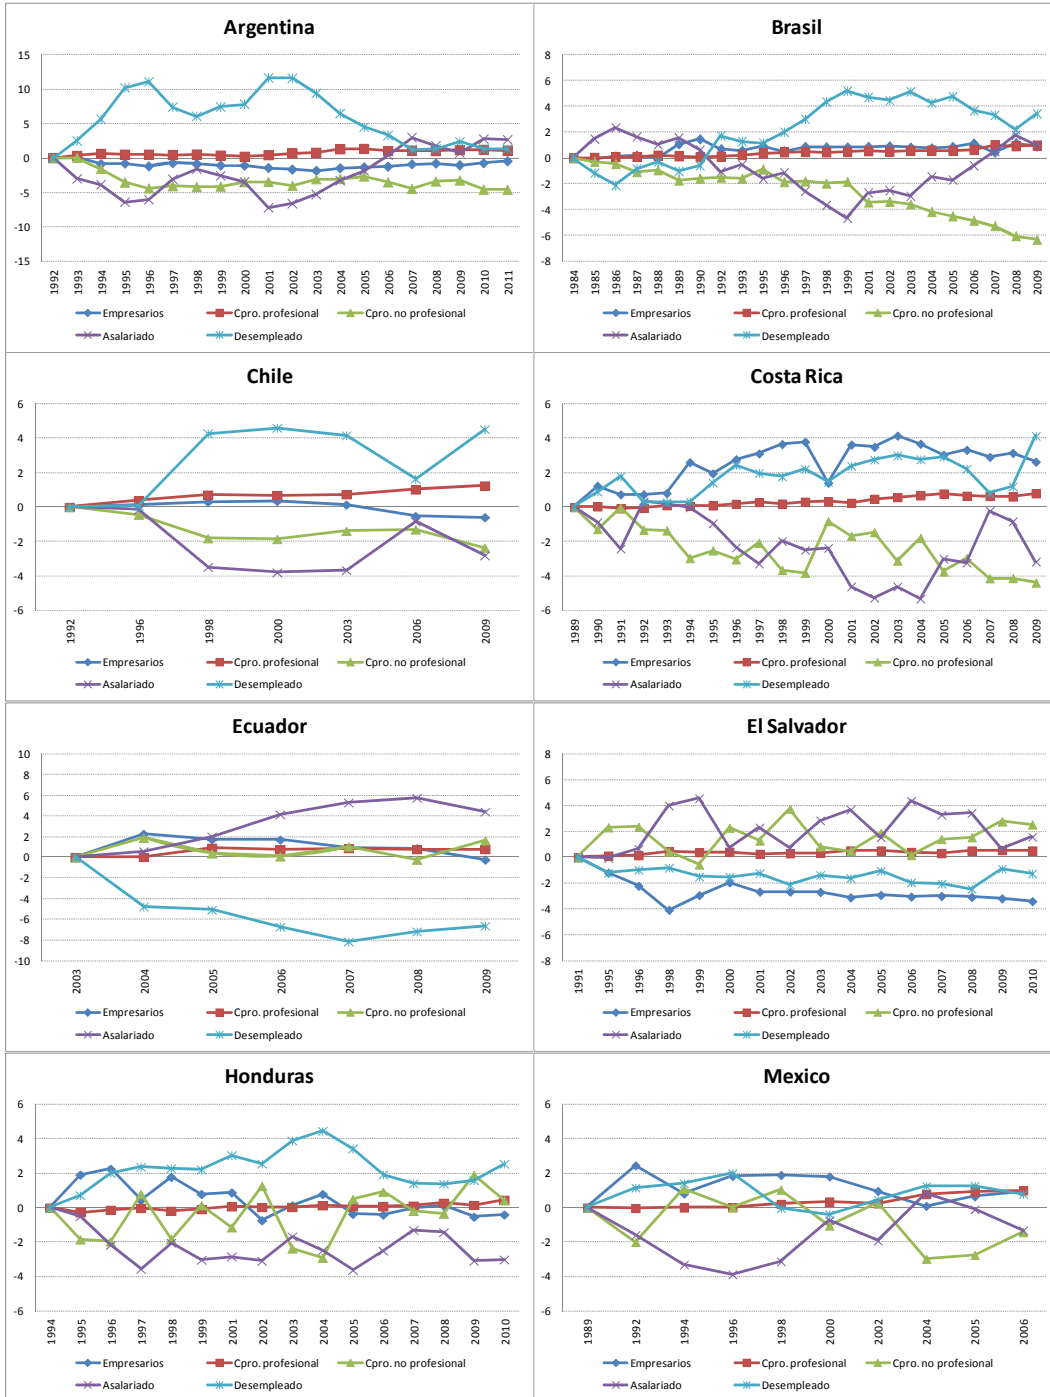 Argentina
15
10
5
0
-5
-10
-15
1992 1993 1994 1995 1996 1997 1998 1999 2000 2001 2002 2003 2004 2005 2006 2007 2008 2009 2010 2011
Empresarios Cpro. profesional Cpro. no profesional
Asalariado Desempleado
Brasil
8
6
4
2
0
-2
-4
-6
-8
1984 1985 1986 1987 1988 1989 1990 1992 1993 1995 1996 1997 1998 1999 2001 2002 2003 2004 2005 2006 2007 2008 2009
Empresarios Cpro. profesional Cpro. no profesional
Asalariado Desempleado
Chile
6
4
2
0
-2
-4
-6
1992 1996 1998 2000 2003 2006 2009
Empresarios Cpro. profesional Cpro. no profesional
Asalariado Desempleado
Costa Rica
6
4
2
0
-2
-4
-6
1989 1990 1991 1992 1993 1994 1995 1996 1997 1998 1999 2000 2001 2002 2003 2004 2005 2006 2007 2008 2009
Empresarios Cpro. profesional Cpro. no profesional
Asalariado Desempleado
Ecuador
10
8
6
4
2
0
-2
-4
-6
-8
-10
2003 2004 2005 2006 2007 2008 2009
Empresarios Cpro. profesional Cpro. no profesional
Asalariado Desempleado
El Salvador
8
6
4
2
0
-2
-4
-6
-8
1991 1995 1996 1998 1999 2000 2001 2002 2003 2004 2005 2006 2007 2008 2009 2010
Empresarios Cpro. profesional Cpro. no profesional
Asalariado Desempleado
Honduras
6
4
2
0
-2
-4
-6
1994 1995 1996 1997 1998 1999 2001 2002 2003 2004 2005 2006 2007 2008 2009 2010
Empresarios Cpro. profesional Cpro. no profesional
Asalariado Desempleado
Mexico
6
4
2
0
-2
-4
-6
1989 1992 1994 1996 1998 2000 2002 2004 2005 2006
Empresarios Cpro. profesional Cpro. no profesional
Asalariado Desempleado